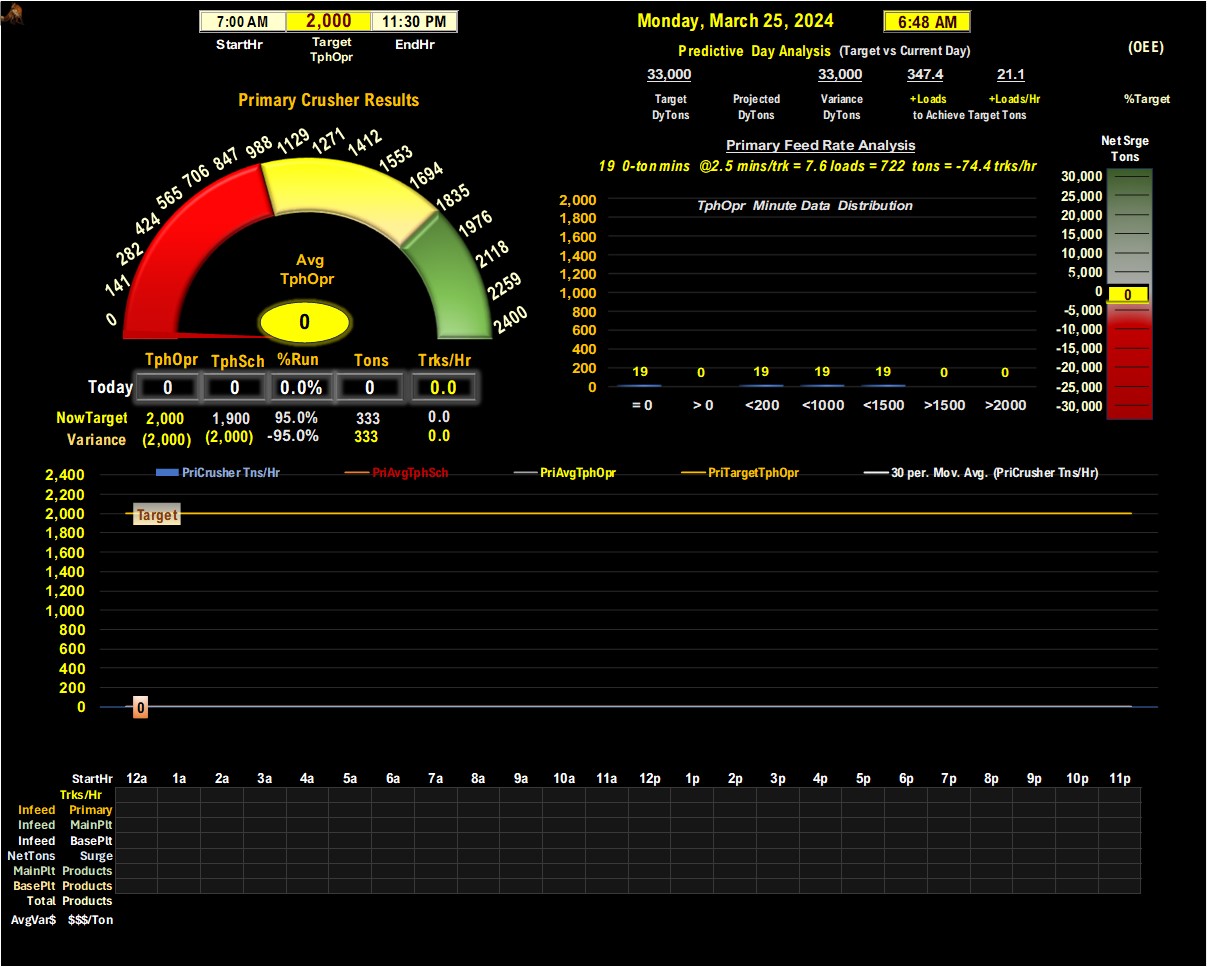 7:00 AM 2,000 11:30 PM
StartHr Target TphOpr EndHr
Monday, March 25, 2024 6:48 AM
Predictive Day Analysis (Target vs Current Day)
(OEE)
33,000 33,000 347.4 21.1
Target Projected Variance +Loads +Loads/Hr %Target
DyTons DyTons DyTons to Achieve Target Tons
Primary Crusher Results
0 141 282 424 565 706 847 988 1129 1271 1412 1553 1694 1835 1976 2118 2259 2400
Avg
TphOpr
0
Primary Feed Rate Analysis
19 0-ton mins @2.5 mins/trk = 7.6 loads = 722 tons = -74.4 trks/hr
TphOpr Minute Data Distribution
2,000
1,800
1,600
1,400
1,200
1,000
800
600
400
200
0
19 0 19 19 19 0 0
= 0 > 0 <200 <1000 <1500 >1500 >2000
Net Srge
Tons
30,000
25,000
20,000
15,000
10,000
5,000
0 0
-5,000
-10,000
-15,000
-20,000
-25,000
-30,000
TphOpr TphSch %Run Tons Trks/Hr
Today 0 0 0.0% 0 0.0
NowTarget 2,000 1,900 95.0% 333 0.0
Variance (2,000) (2,000) -95.0% 333 0.0
PriCrusher Tns/Hr PriAvgTphSch PriAvgTphOpr PriTargetTphOpr 30 per. Mov. Avg. (PriCrusher Tns/Hr)
2,400
2,200
2,000 Target
1,800
1,600
1,400
1,200
1,000
800
600
400
200
0 0
StartHr 12a 1a 2a 3a 4a 5a 6a 7a 8a 9a 10a 11a 12p 1p 2p 3p 4p 5p 6p 7p 8p 9p 10p 11p
Trks/Hr
Infeed Primary
Infeed MainPlt
Infeed BasePlt
NetTons Surge
MainPlt Products
BasePlt Products
Total Products
AvgVar$ $$$/Ton